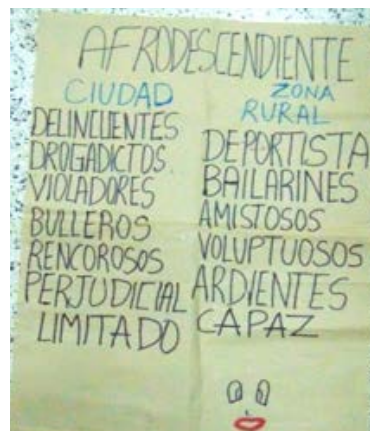 AFRODESCENDIENTE
CIUDAD
DELINCUENTES
DROGADICTOS
VIOLADORES
BULLEROS
RENCOROSOS
PERJUDICIAL
LIMITADO
ZONA
RURAL
DEPORTISTA
BAILARINES
AMISTOSOS
VOLUPTUOSOS
ARDIENTES
CAPAZ